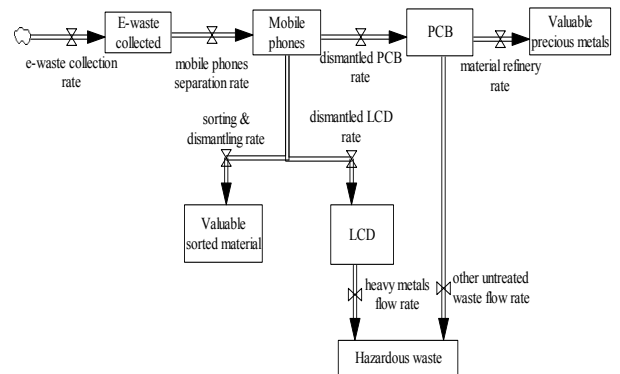 E-waste
collected
Mobile
phones
PCB
Valuable
precious metals
e-waste collection
rate
mobile phones
separation rate
dismantled PCB
rate
material refinery
rate
sorting &
dismantling rate
dismantled LCD
rate
Valuable
sorted material
LCD
heavy metals
flow rate
other untreated
waste flow rate
Hazardous waste